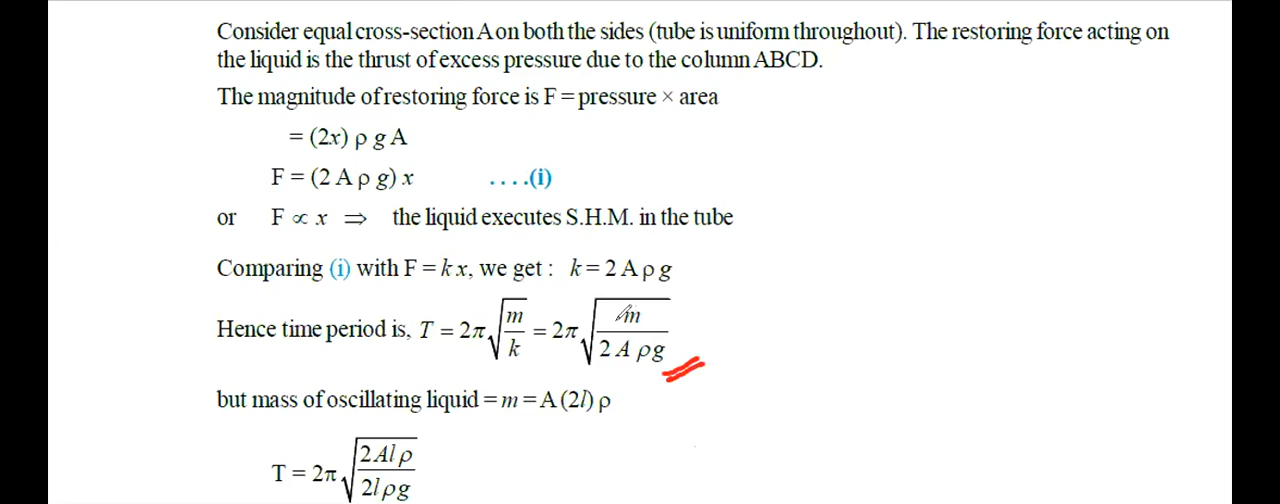 Consider equal cross-section A on both the sides (tube is uniform throughout). The restoring force acting on
the liquid is the thrust of excess pressure due to the column ABCD.
The magnitude of restoring force is F = pressure × area
= (2x) ρ g A
F = (2 A ρ g) x ....(i)
or F ∝ x ⇒ the liquid executes S.H.M. in the tube
Comparing (i) with F = k x, we get : k = 2 A ρ g
Hence time period is, T = 2π√(m/k) = 2π√(m/(2 A ρg))
but mass of oscillating liquid = m = A (2l) ρ
T = 2π√(2Al ρ/(2lρg))